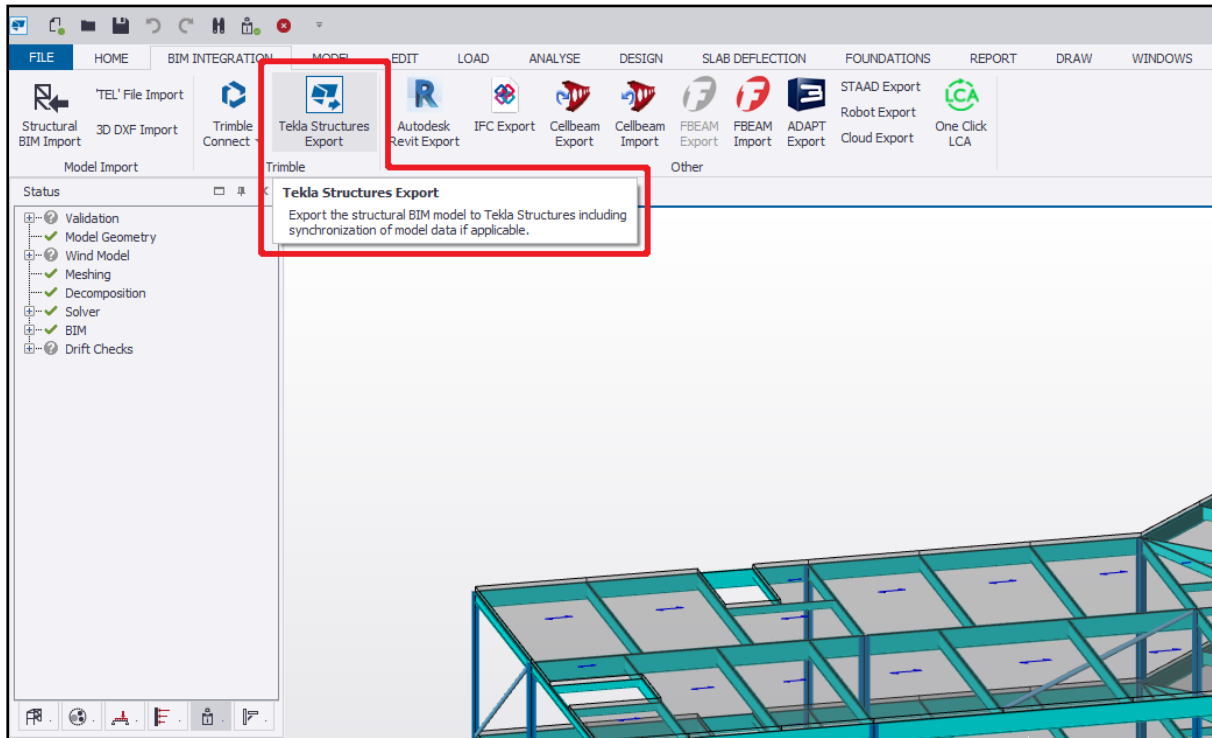 FILE HOME BIM INTEGRATION MODEL EDIT LOAD ANALYSE DESIGN SLAB DEFLECTION FOUNDATIONS REPORT DRAW WINDOWS
Structural
BIM Import
'TEL' File Import
3D DXF Import
Model Import
Trimble
Connect
Tekla Structures
Export
Trimble
Autodesk
Revit Export
IFC Export
Cellbeam
Export
Cellbeam
Import
FBEAM
Export
FBEAM
Import
ADAPT
Export
STAAD Export
Robot Export
Cloud Export
LCA
One Click
LCA
Other
Status
Tekla Structures Export
Export the structural BIM model to Tekla Structures including
synchronization of model data if applicable.
Validation
Model Geometry
Wind Model
Meshing
Decomposition
Solver
BIM
Drift Checks